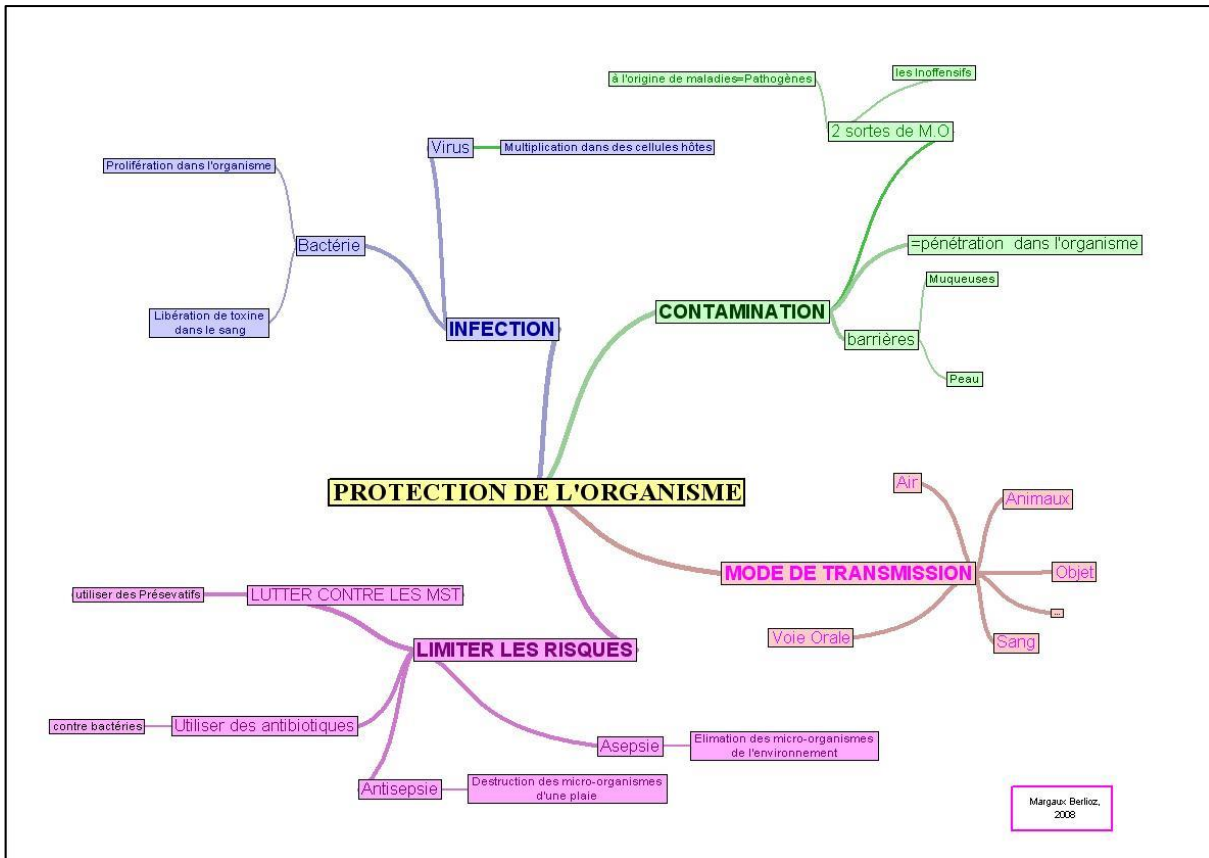 à l'origine de maladies=Pathogènes
les Inoffensifs
2 sortes de M.O
Virus
Multiplication dans des cellules hôtes
Prolifération dans l'organisme
Bactérie
=pénétration dans l'organisme
Muqueuses
Libération de toxine
dans le sang
INFECTION
CONTAMINATION
barrières
Peau
PROTECTION DE L'ORGANISME
Air
Animaux
MODE DE TRANSMISSION
Objet
...
Voie Orale
Sang
utiliser des Présevatifs
LUTTER CONTRE LES MST
LIMITER LES RISQUES
contre bactéries
Utiliser des antibiotiques
Asepsie
Elimation des micro-organismes
de l'environnement
Antisepsie
Destruction des micro-organismes
d'une plaie
Margaux Berlioz,
2008